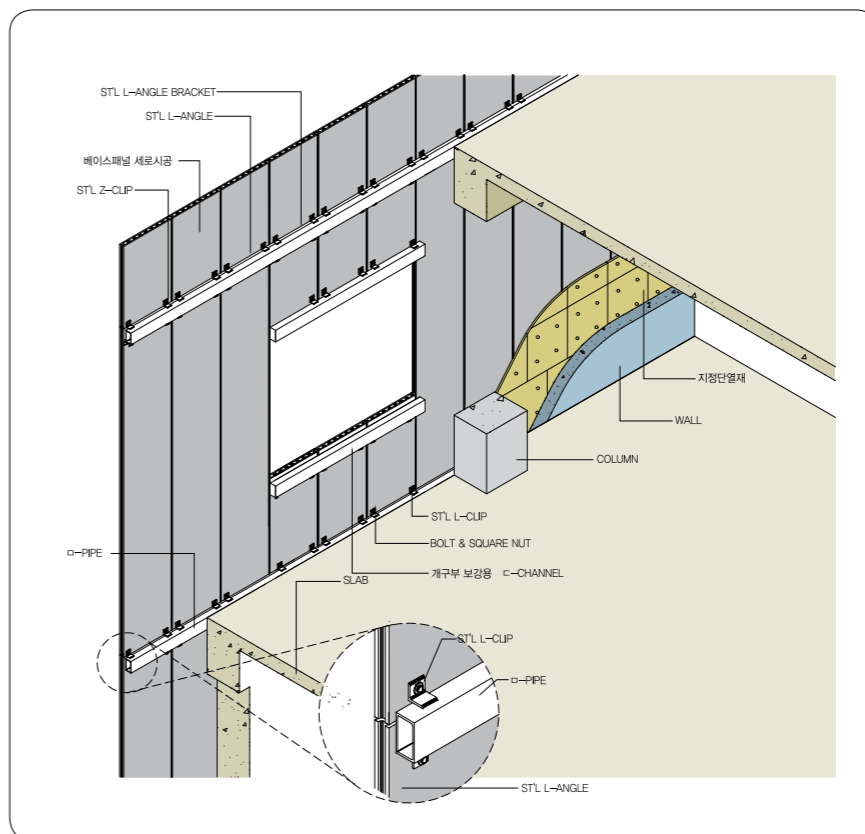 ST'L L-ANGLE BRACKET
ST'L L-ANGLE
베이스패널 세로시공
ST'L Z-CLIP
지정단열재
WALL
COLUMN
ST'L L-CLIP
BOLT & SQUARE NUT
ㅁ-PIPE
SLAB
개구부 보강용 ㄷ-CHANNEL
ST'L L-CLIP
ㅁ-PIPE
ST'L L-ANGLE